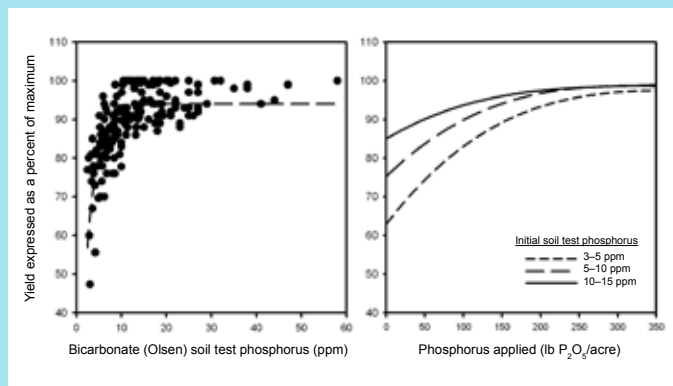 Yield expressed as a percent of maximum
110
100
90
80
70
60
50
40
0 10 20 30 40 50 60
Bicarbonate (Olsen) soil test phosphorus (ppm)
110
100
90
80
70
60
50
40
0 50 100 150 200 250 300 350
Phosphorus applied (lb P₂O₅/acre)
Initial soil test phosphorus
3–5 ppm
5–10 ppm
10–15 ppm